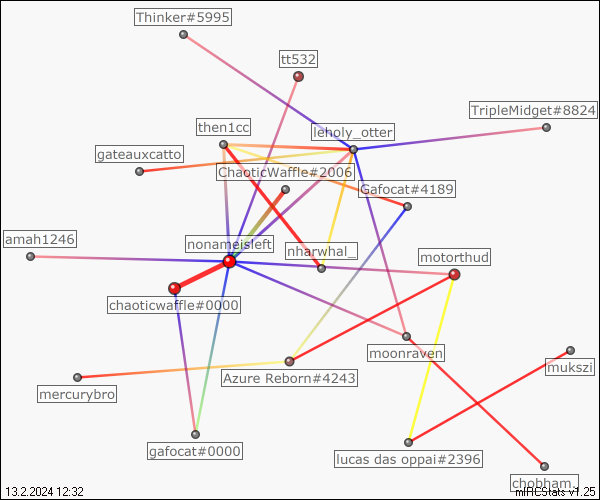 Thinker#5995
tt532
TripleMidget#8824
then1cc
leholy_otter
gateauxcatto
ChaoticWaffle#2006
Gafocat#4189
amah1246
nonameisleft
nharwhal_
motorthud
chaoticwaffle#0000
moonraven
mukszi
Azure Reborn#4243
mercurybro
gafocat#0000
lucas das oppai#2396
chobham.
13.2.2024 12:32
mIRCStats v1.25